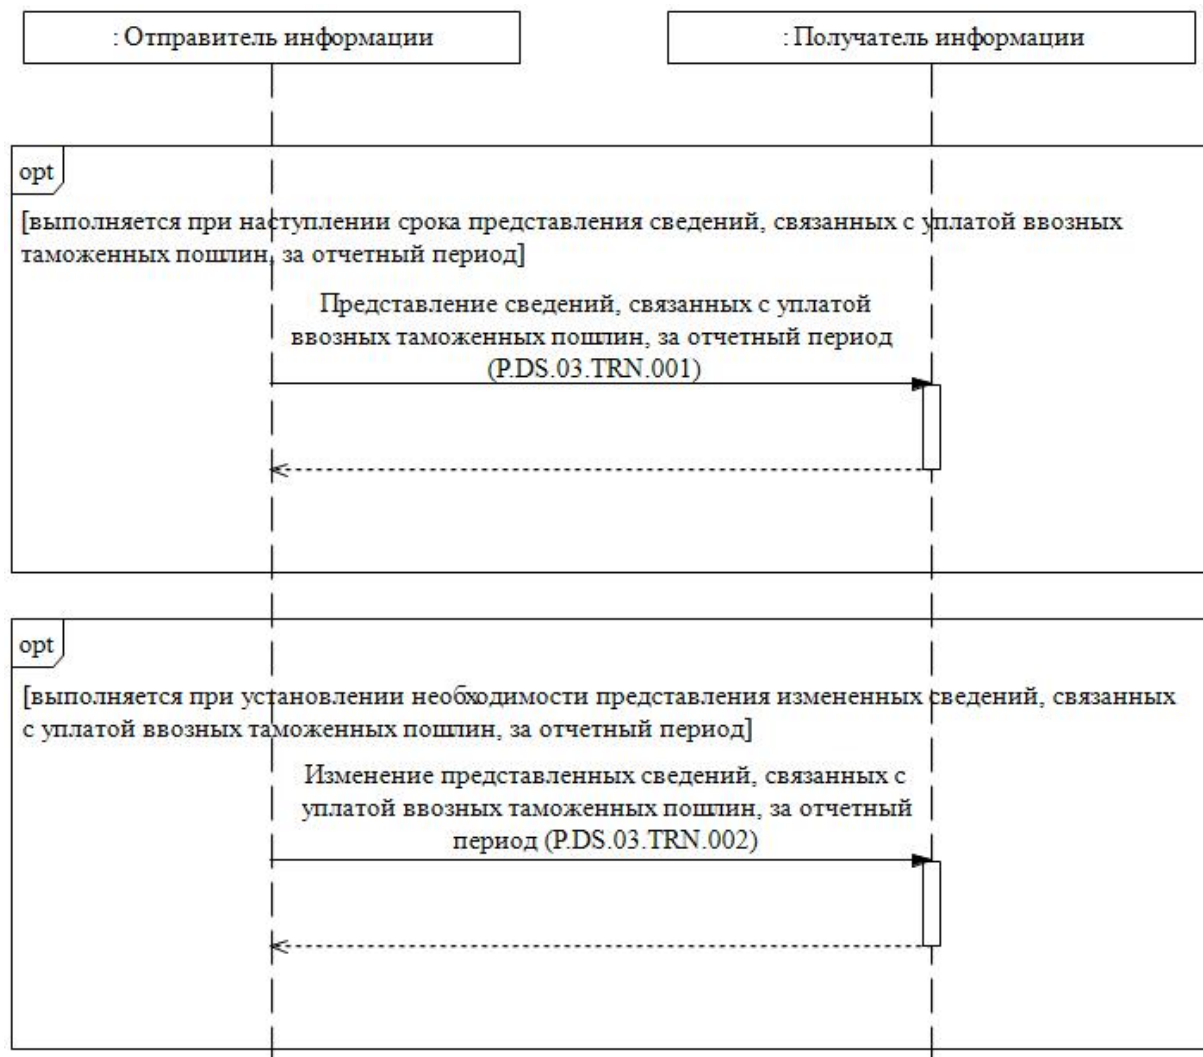 : Отправитель информации
: Получатель информации
opt
[выполняется при наступлении срока представления сведений, связанных с уплатой ввозных
таможенных пошлин, за отчетный период]
Представление сведений, связанных с уплатой
ввозных таможенных пошлин, за отчетный период
(P.DS.03.TRN.001)
opt
[выполняется при установлении необходимости представления измененных сведений, связанных
с уплатой ввозных таможенных пошлин, за отчетный период]
Изменение представленных сведений, связанных с
уплатой ввозных таможенных пошлин, за отчетный
период (P.DS.03.TRN.002)